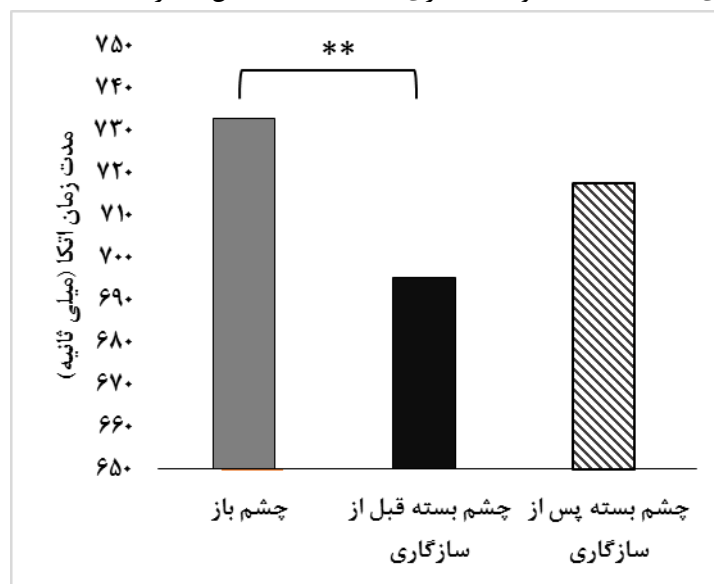 **
۷۵۰
۷۴۰
۷۳۰
۷۲۰
۷۱۰
۷۰۰
۶۹۰
۶۸۰
۶۷۰
۶۶۰
۶۵۰
مدت زمان اتکا (میلی ثانیه)
چشم باز
چشم بسته قبل از
سازگاری
چشم بسته پس از
سازگاری